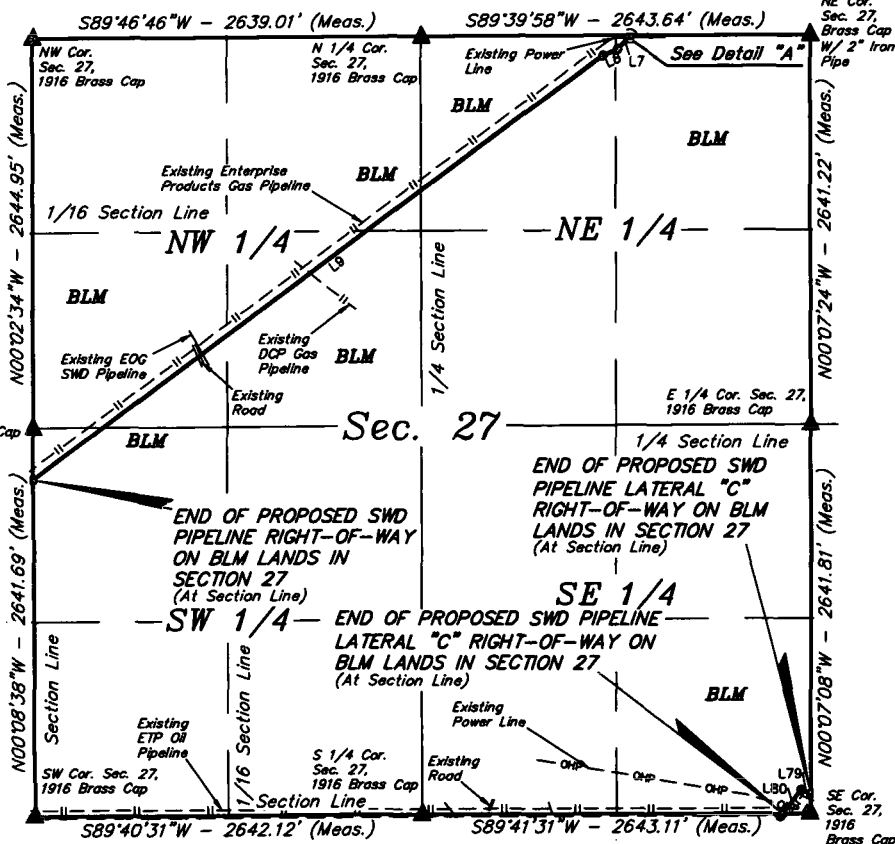 S89°46'46"W - 2639.01' (Meas.)
S89°39'58"W - 2643.64' (Meas.)
NE Cor.
Sec. 27,
Brass Cap
W/ 2" Iron
Pipe
NW Cor.
Sec. 27,
1916 Brass Cap
N 1/4 Cor.
Sec. 27,
1916 Brass Cap
Existing Power
Line
L7
See Detail "A"
BLM
BLM
BLM
Existing Enterprise
Products Gas Pipeline
1/16 Section Line
NW 1/4
NE 1/4
N00°02'34"W - 2644.95' (Meas.)
N00°07'24"W - 2641.22' (Meas.)
L9
BLM
1/4 Section Line
Existing EOG
SWD Pipeline
Existing
DCP Gas
Pipeline
BLM
Existing
Road
E 1/4 Cor. Sec. 27,
1916 Brass Cap
Cap
BLM
Sec. 27
1/4 Section Line
END OF PROPOSED SWD
PIPELINE LATERAL "C"
RIGHT-OF-WAY ON BLM
LANDS IN SECTION 27
(At Section Line)
END OF PROPOSED SWD
PIPELINE RIGHT-OF-WAY
ON BLM LANDS IN
SECTION 27
(At Section Line)
SW 1/4
SE 1/4
END OF PROPOSED SWD PIPELINE
LATERAL "C" RIGHT-OF-WAY ON
BLM LANDS IN SECTION 27
(At Section Line)
N00°08'38"W - 2641.69' (Meas.)
Section Line
1/16 Section Line
N00°07'08"W - 2641.81' (Meas.)
BLM
Existing
ETP Oil
Pipeline
Existing
Power Line
OHP
OHP
OHP
L79
L80
SW Cor. Sec. 27,
1916 Brass Cap
S 1/4 Cor.
Sec. 27,
1916 Brass Cap
Existing
Road
Section Line
SE Cor.
Sec. 27,
1916
Brass Cap
S89°40'31"W - 2642.12' (Meas.)
S89°41'31"W - 2643.11' (Meas.)